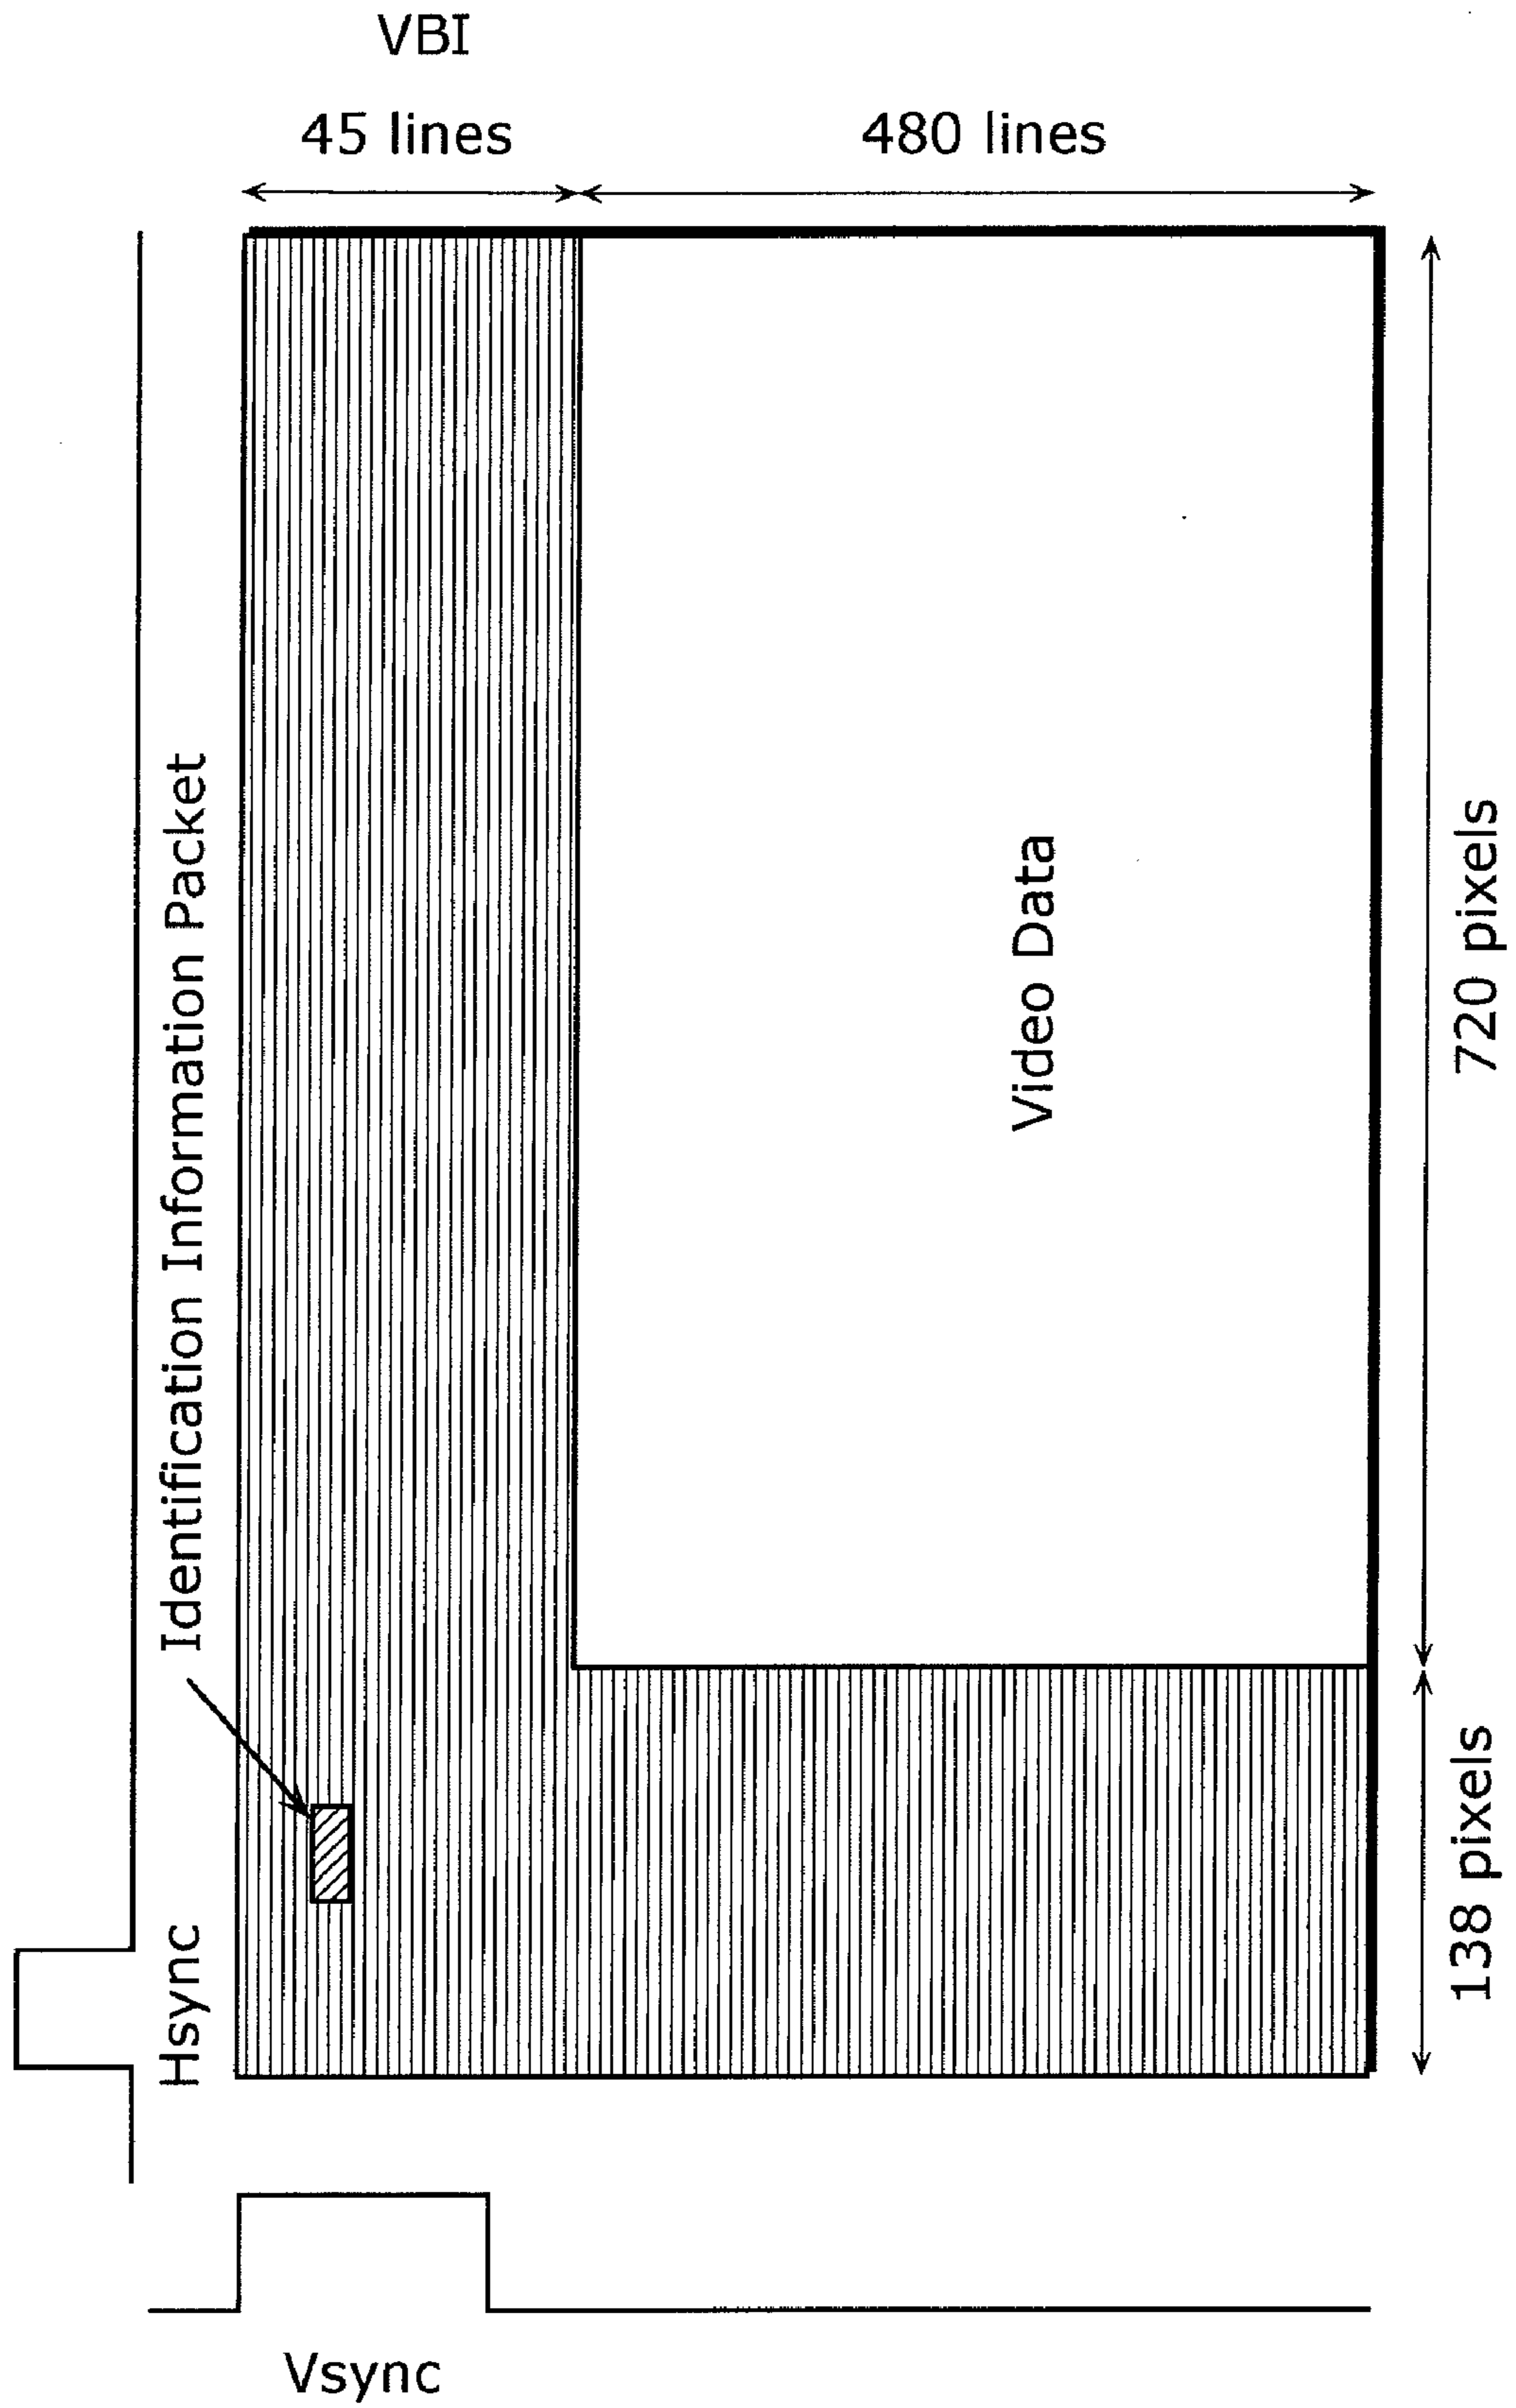 VBI
45 lines
480 lines
Identification Information Packet
Video Data
720 pixels
138 pixels
Hsync
Vsync